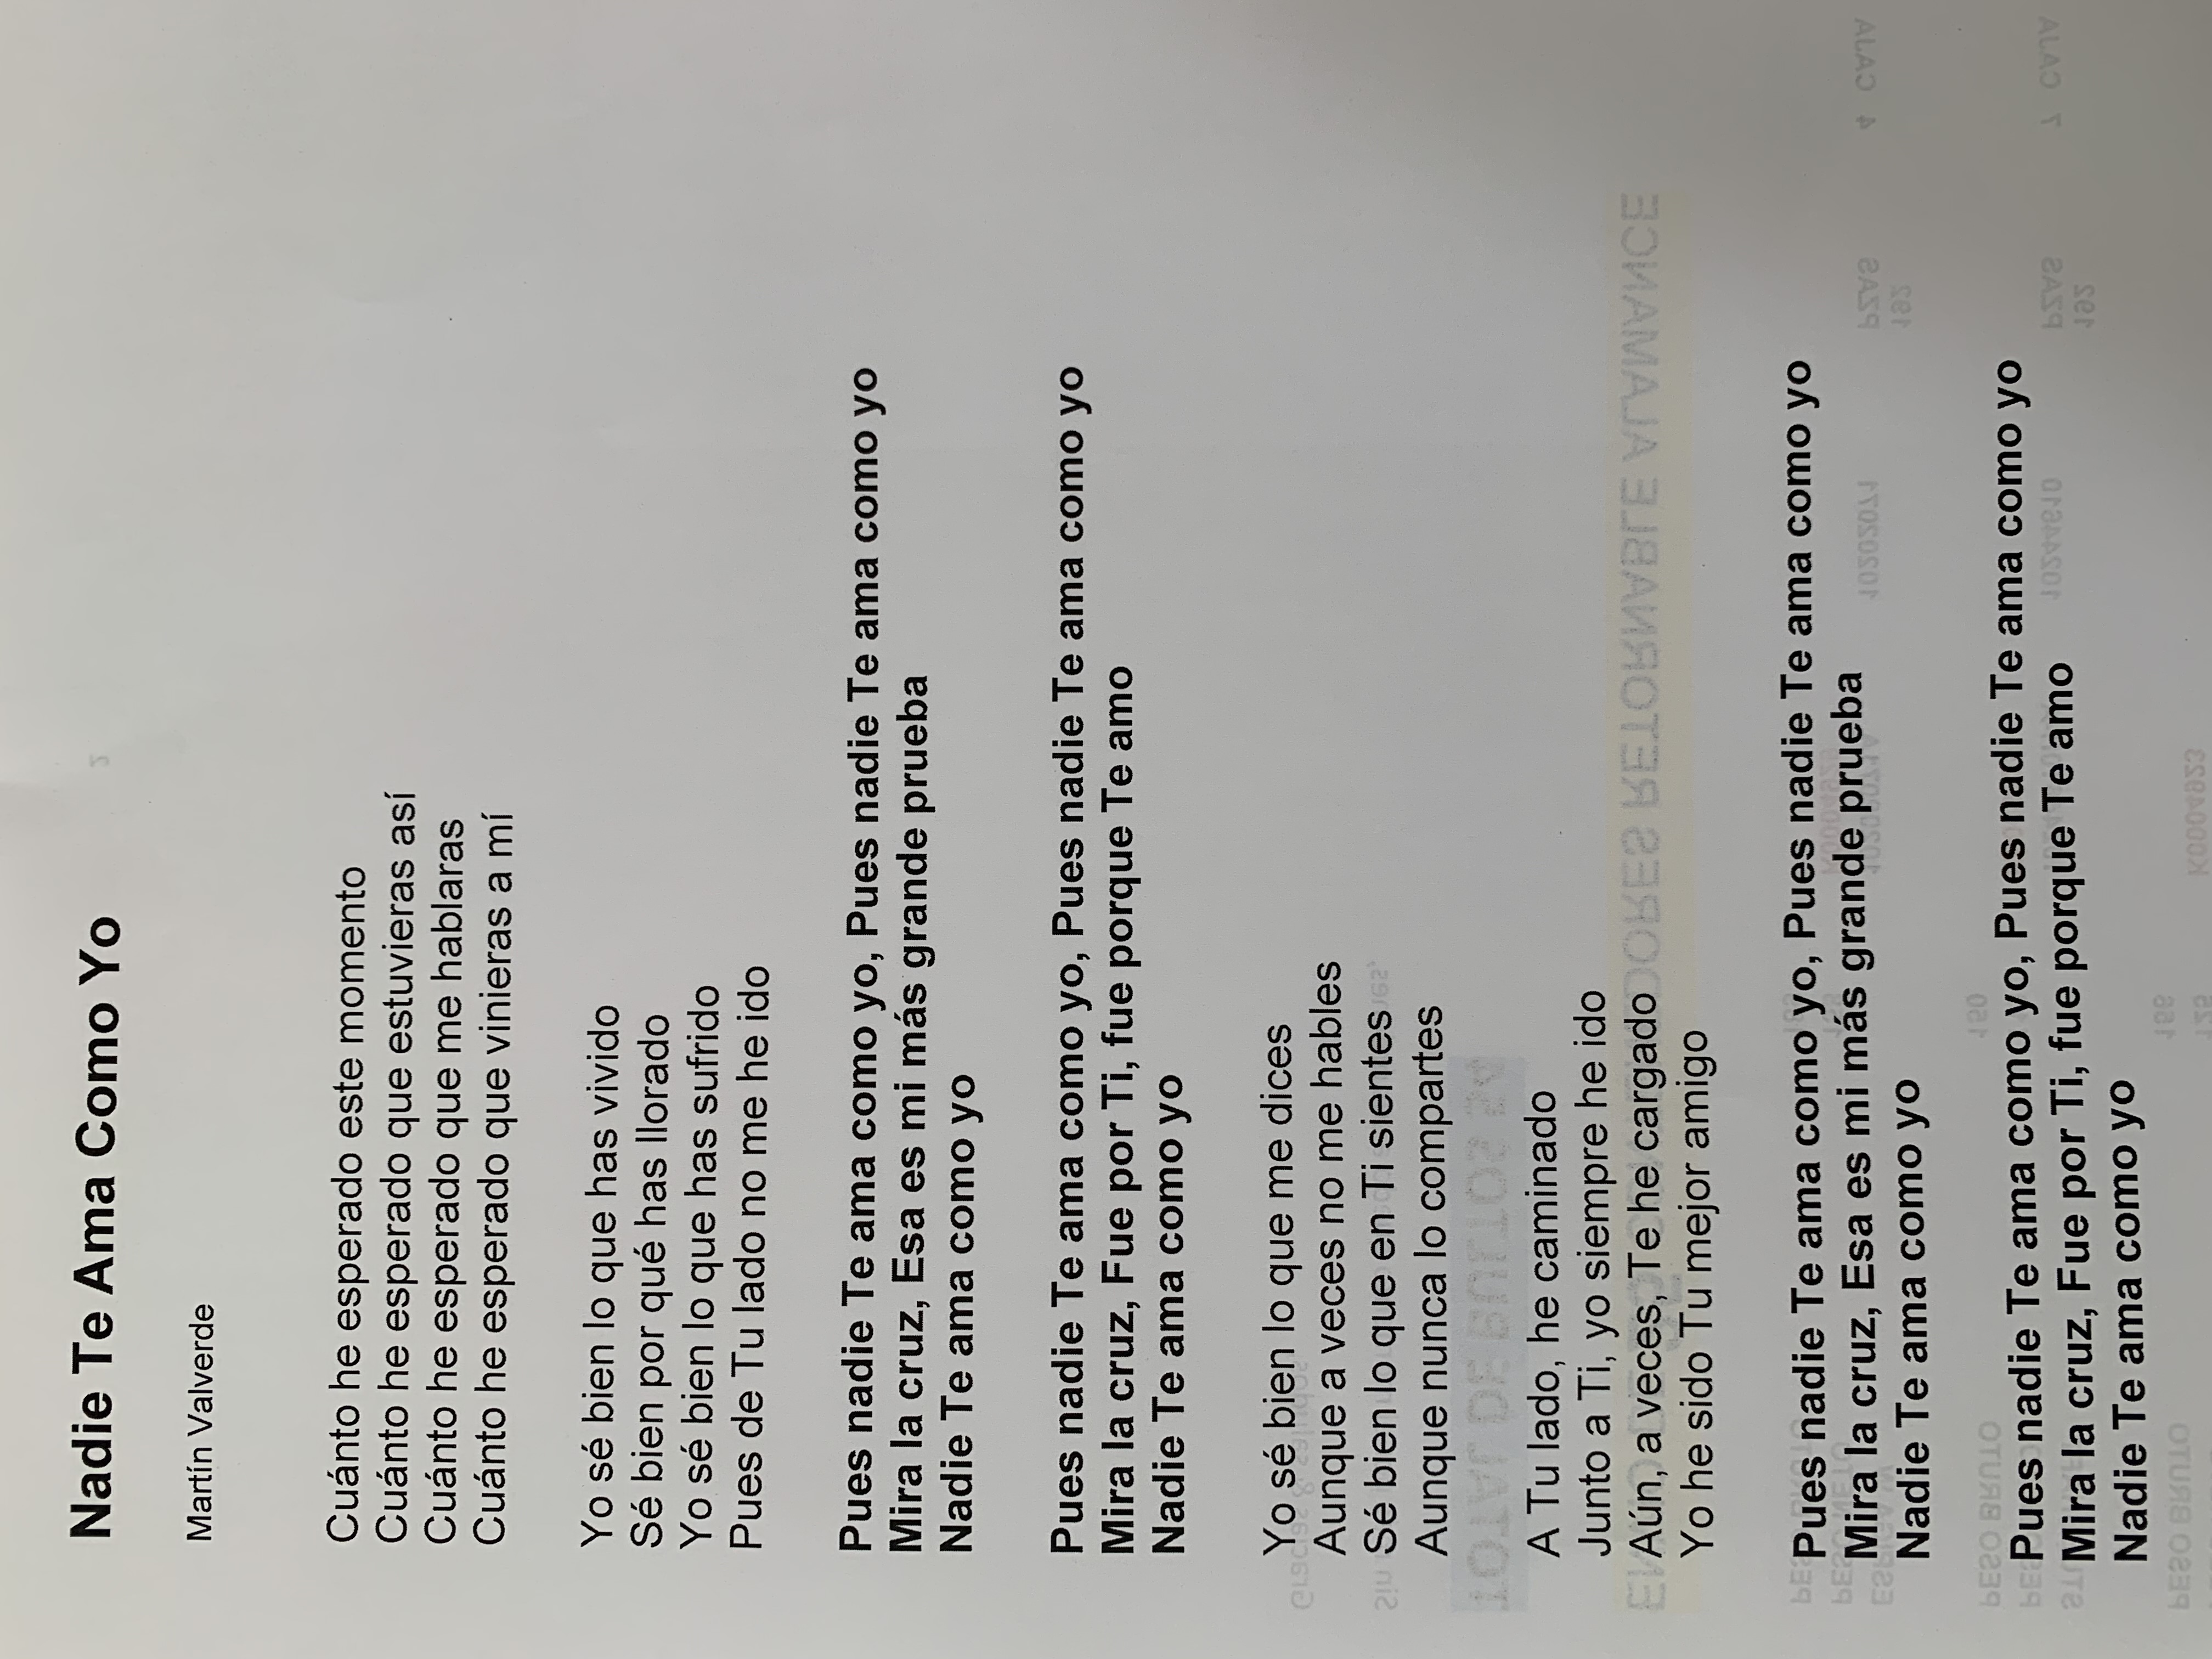 Nadie Te Ama Como Yo
Martín Valverde
Cuánto he esperado este momento
Cuánto he esperado que estuvieras así
Cuánto he esperado que me hablaras
Cuánto he esperado que vinieras a mí
Yo sé bien lo que has vivido
Sé bien por qué has llorado
Yo sé bien lo que has sufrido
Pues de Tu lado no me he ido
Pues nadie Te ama como yo, Pues nadie Te ama como yo
Mira la cruz, Esa es mi más grande prueba
Nadie Te ama como yo
Pues nadie Te ama como yo, Pues nadie Te ama como yo
Mira la cruz, Fue por Ti, fue porque Te amo
Nadie Te ama como yo
Yo sé bien lo que me dices
Aunque a veces no me hables
Sé bien lo que en Ti sientes
Aunque nunca lo compartes
A Tu lado, he caminado
Junto a Ti, yo siempre he ido
Aún, a veces, Te he cargado
Yo he sido Tu mejor amigo
Pues nadie Te ama como yo, Pues nadie Te ama como yo
Mira la cruz, Esa es mi más grande prueba
Nadie Te ama como yo
Pues nadie Te ama como yo, Pues nadie Te ama como yo
Mira la cruz, Fue por Ti, fue porque Te amo
Nadie Te ama como yo